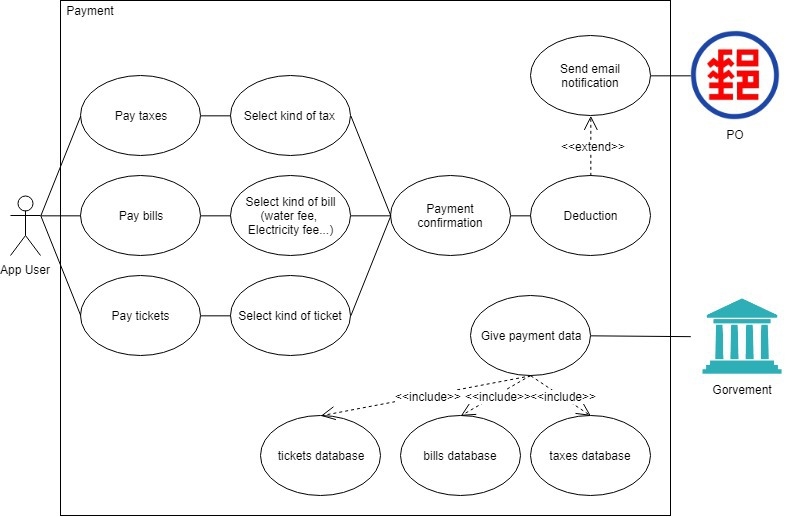 Payment
Send email
notification
郵
PO
Pay taxes
Select kind of tax
<<extend>>
Pay bills
Select kind of bill
(water fee,
Electricity fee...)
Payment
confirmation
Deduction
App User
Pay tickets
Select kind of ticket
Give payment data
Gorvement
<<include>>
<<include>>
<<include>>
tickets database
bills database
taxes database